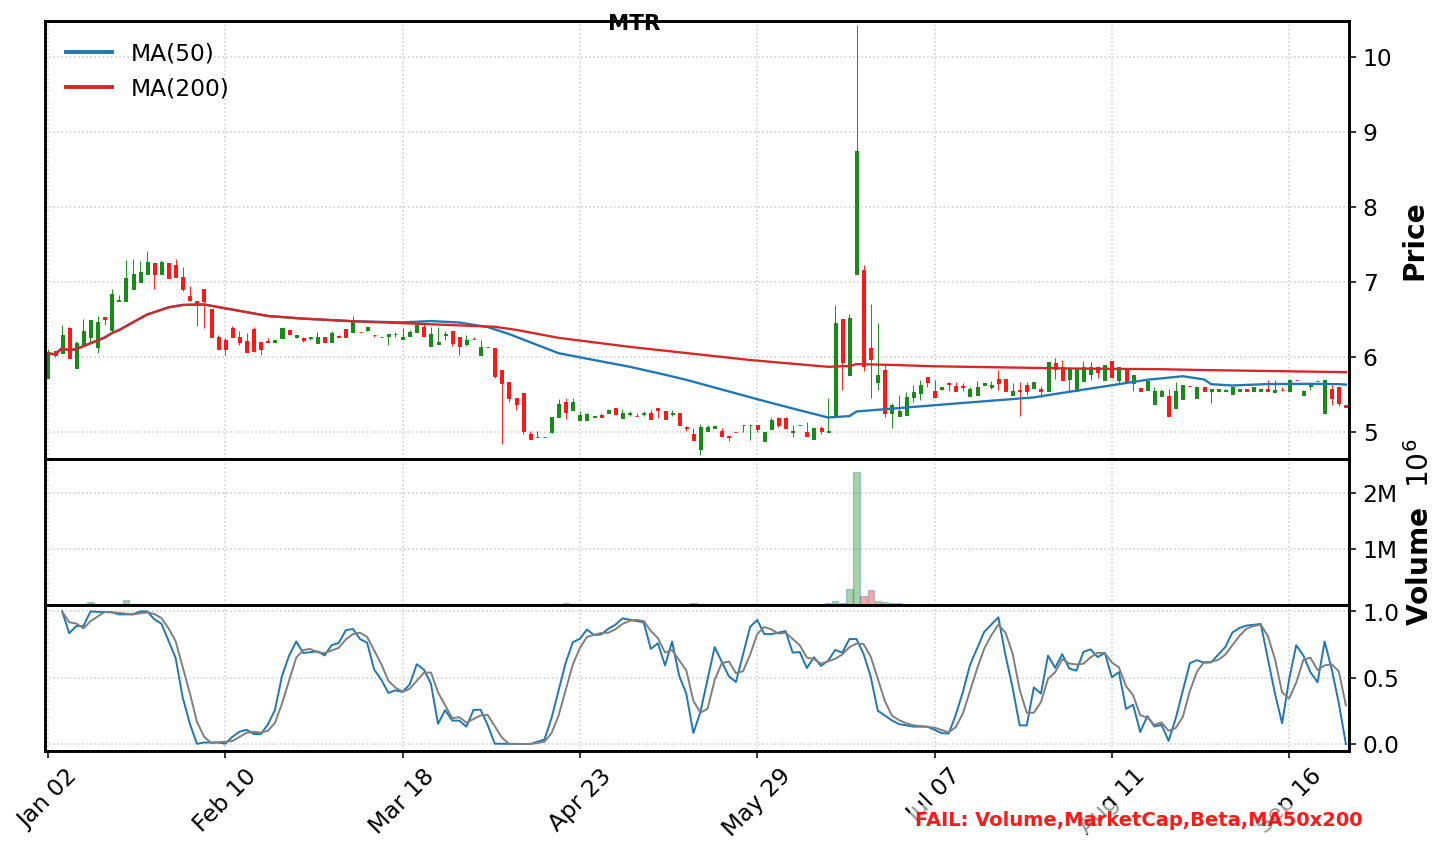 MTR
MA(50)
MA(200)
10
9
8
7
6
5
Price
10^6
2M
1M
Volume
1.0
0.5
0.0
Jan 02
Feb 10
Mar 18
Apr 23
May 29
Jul 07
Aug 11
Sep 16
FAIL: Volume,MarketCap,Beta,MA50x200